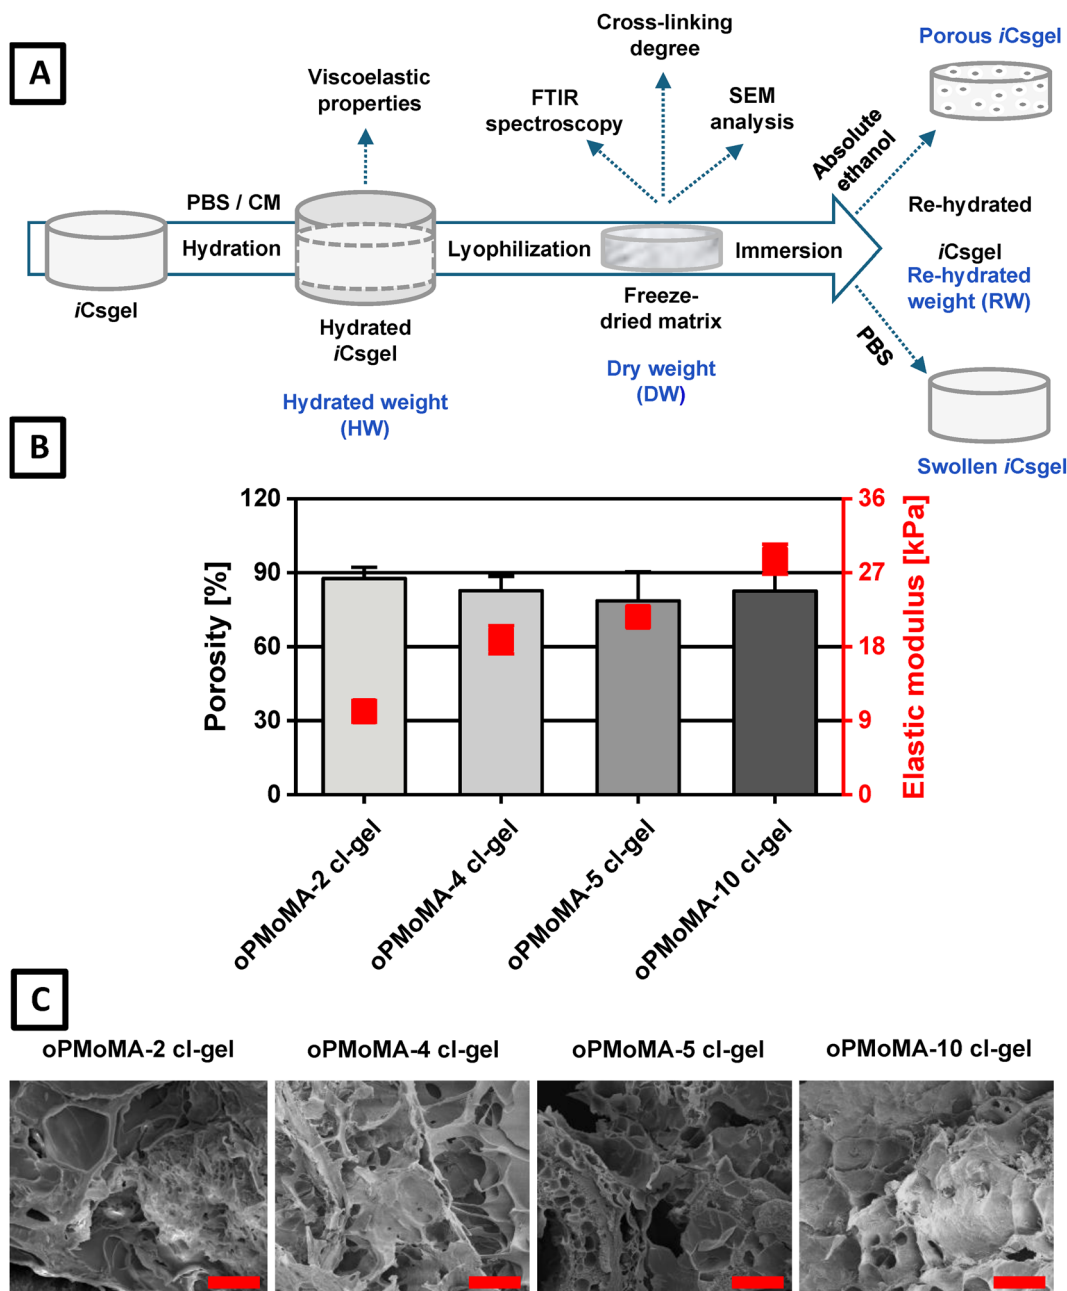 A
Viscoelastic
properties
FTIR
spectroscopy
Cross-linking
degree
SEM
analysis
Absolute
ethanol
Porous iCsgel
PBS / CM
Hydration
Lyophilization
Immersion
Re-hydrated
iCsgel
Re-hydrated
weight (RW)
iCsgel
Hydrated
iCsgel
Hydrated weight
(HW)
Freeze-
dried matrix
Dry weight
(DW)
PBS
Swollen iCsgel
B
Porosity [%]
120
90
60
30
0
36
27
18
9
0
Elastic modulus [kPa]
oPMoMA-2 cl-gel
oPMoMA-4 cl-gel
oPMoMA-5 cl-gel
oPMoMA-10 cl-gel
C
oPMoMA-2 cl-gel
oPMoMA-4 cl-gel
oPMoMA-5 cl-gel
oPMoMA-10 cl-gel